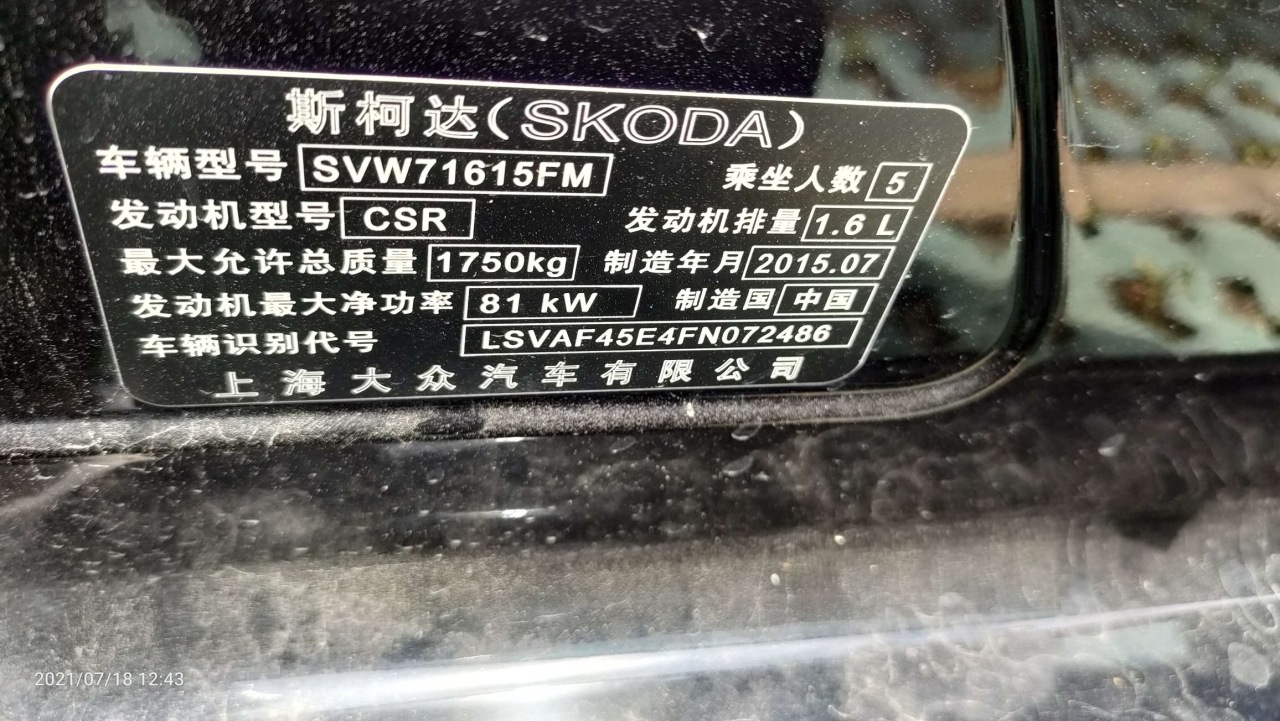 斯柯达(SKODA)
车辆型号 SVW71615FM 乘坐人数 5
发动机型号 CSR 发动机排量 1.6 L
最大允许总质量 1750kg 制造年月 2015.07
发动机最大净功率 81 kW 制造国 中国
车辆识别代号 LSVAF45E4FN072486
上海大众汽车有限公司
2021/07/18 12:43